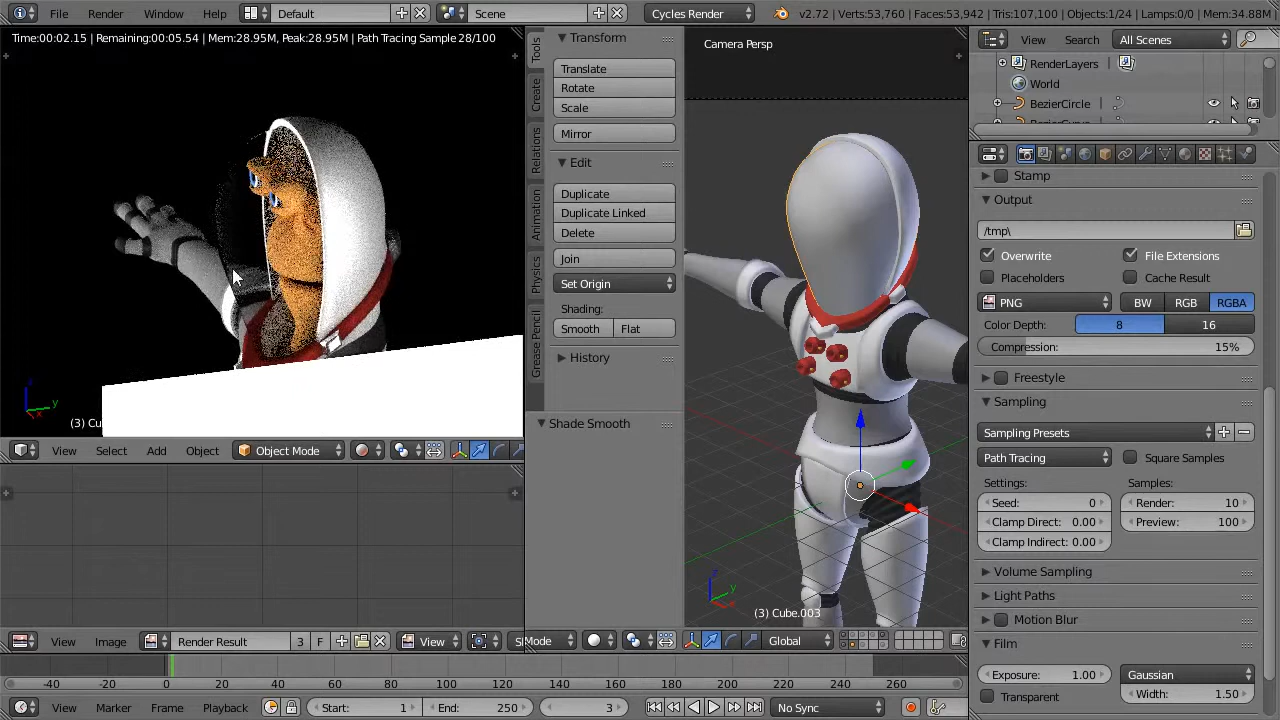 File Render Window Help Default Scene Cycles Render v2.72 | Verts:53,760 | Faces:53,942 | Tris:107,100 | Objects:1/24 | Lamps:0/0 | Mem:34.88M
Time:00:02.15 | Remaining:00:05.54 | Mem:28.95M, Peak:28.95M | Path Tracing Sample 28/100
(3) Cu
z
y
x
View Select Add Object Object Mode
View Image Render Result 3 F View
Tools
Create
Relations
Animation
Physics
Grease Pencil
Transform
Translate
Rotate
Scale
Mirror
Edit
Duplicate
Duplicate Linked
Delete
Join
Set Origin
Shading:
Smooth Flat
History
Shade Smooth
Camera Persp
z
y
x
(3) Cube.003
Mode Global
View Search All Scenes
RenderLayers
World
BezierCircle
Stamp
Output
/tmp\
Overwrite File Extensions
Placeholders Cache Result
PNG BW RGB RGBA
Color Depth: 8 16
Compression: 15%
Freestyle
Sampling
Sampling Presets
Path Tracing Square Samples
Settings: Samples:
Seed: 0 Render: 10
Clamp Direct: 0.00 Preview: 100
Clamp Indirect: 0.00
Volume Sampling
Light Paths
Motion Blur
Film
Exposure: 1.00 Gaussian
Transparent Width: 1.50
-40 -20 0 20 40 60 80 100 120 140 160 180 200 220 240 260
View Marker Frame Playback Start: 1 End: 250 3 No Sync